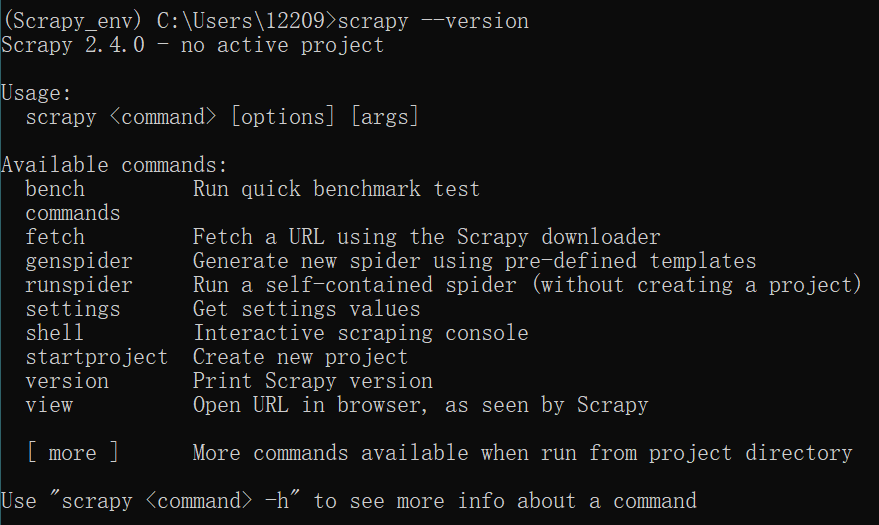 (Scrapy_env) C:\Users\12209>scrapy --version
Scrapy 2.4.0 - no active project
Usage:
scrapy <command> [options] [args]
Available commands:
bench Run quick benchmark test
commands
fetch Fetch a URL using the Scrapy downloader
genspider Generate new spider using pre-defined templates
runspider Run a self-contained spider (without creating a project)
settings Get settings values
shell Interactive scraping console
startproject Create new project
version Print Scrapy version
view Open URL in browser, as seen by Scrapy
[ more ] More commands available when run from project directory
Use "scrapy <command> -h" to see more info about a command